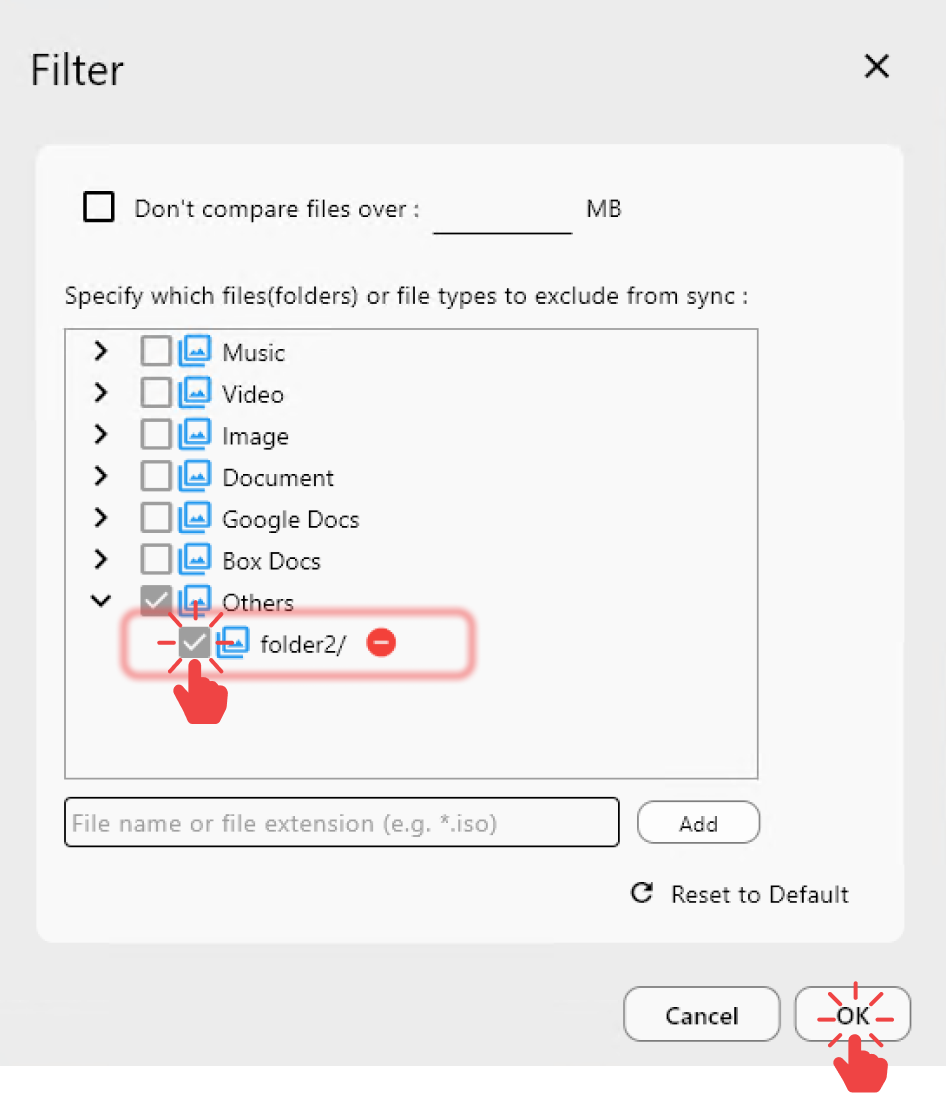 Filter
Don't compare files over : MB
Specify which files(folders) or file types to exclude from sync :
Music
Video
Image
Document
Google Docs
Box Docs
Others
folder2/
File name or file extension (e.g. *.iso)
Add
Reset to Default
Cancel
OK